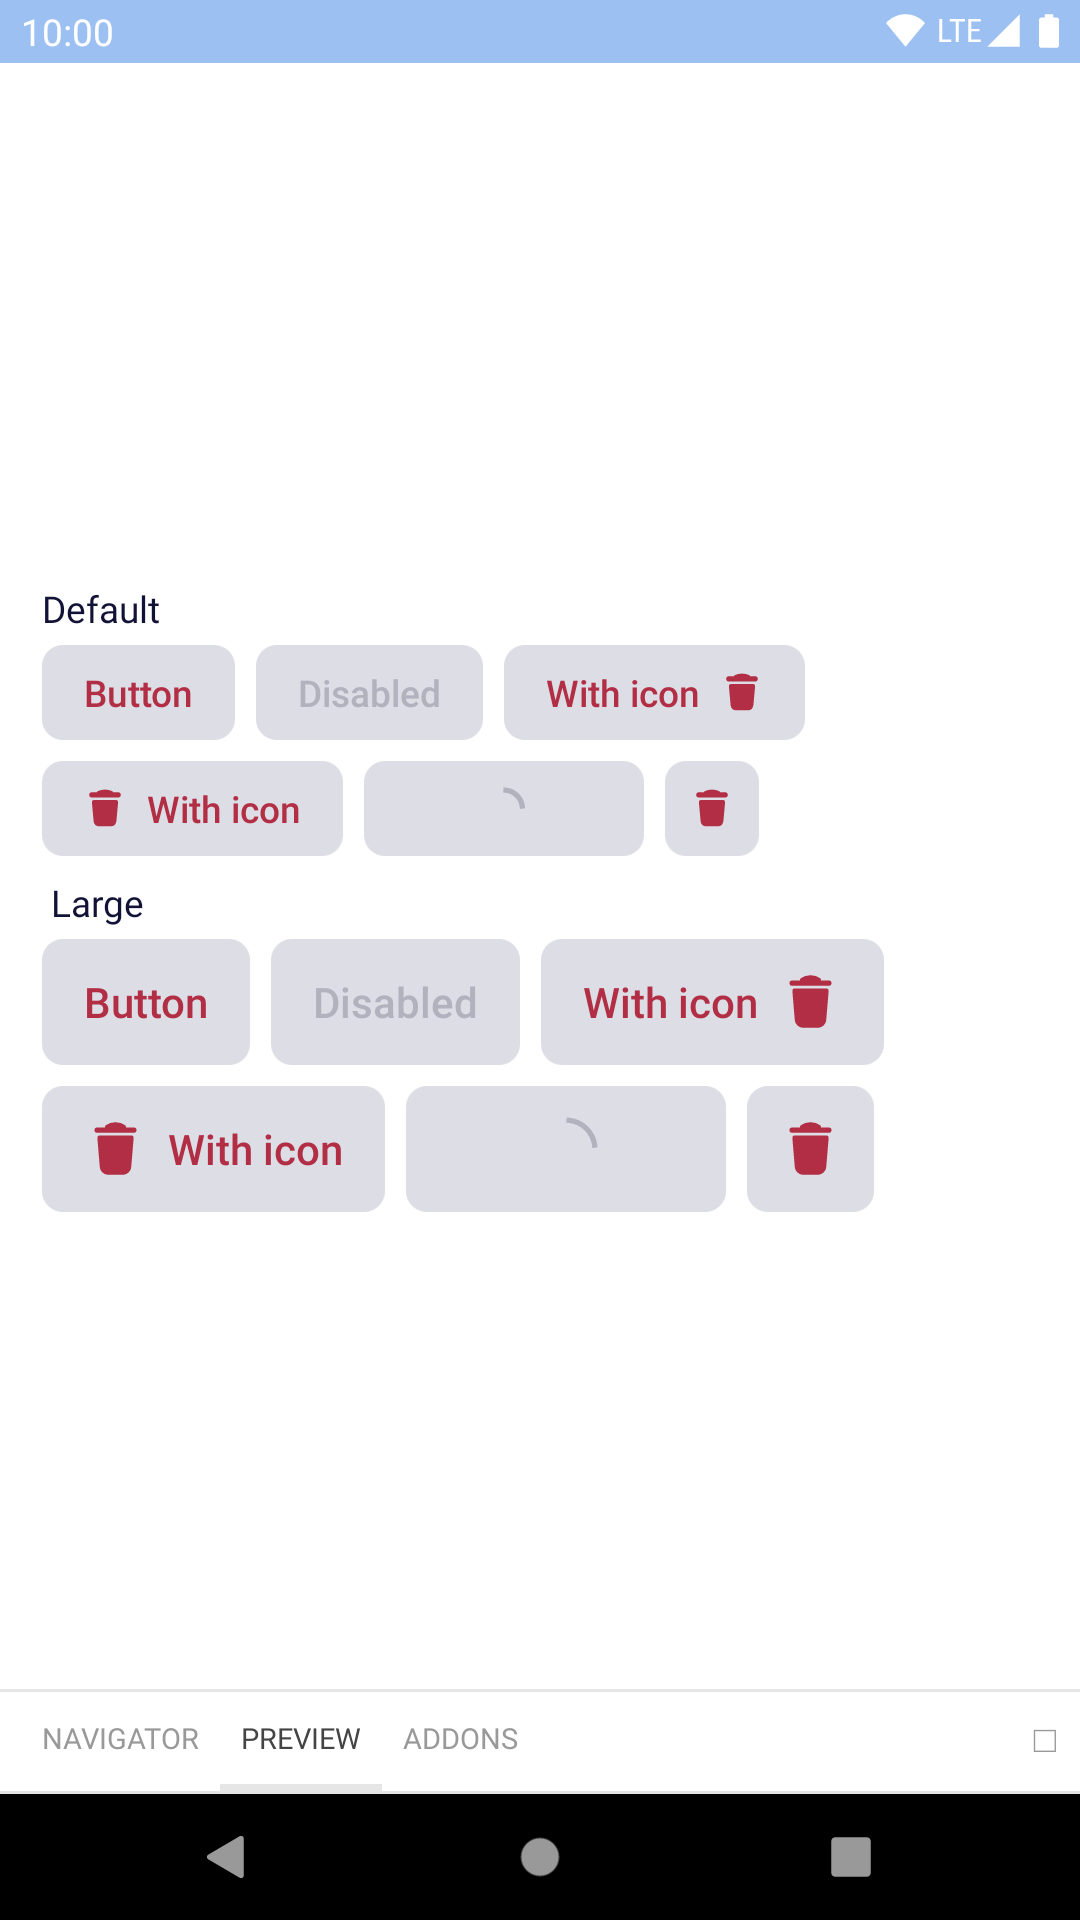 10:00 LTE
Default
Button Disabled With icon
With icon
Large
Button Disabled With icon
With icon
NAVIGATOR PREVIEW ADDONS